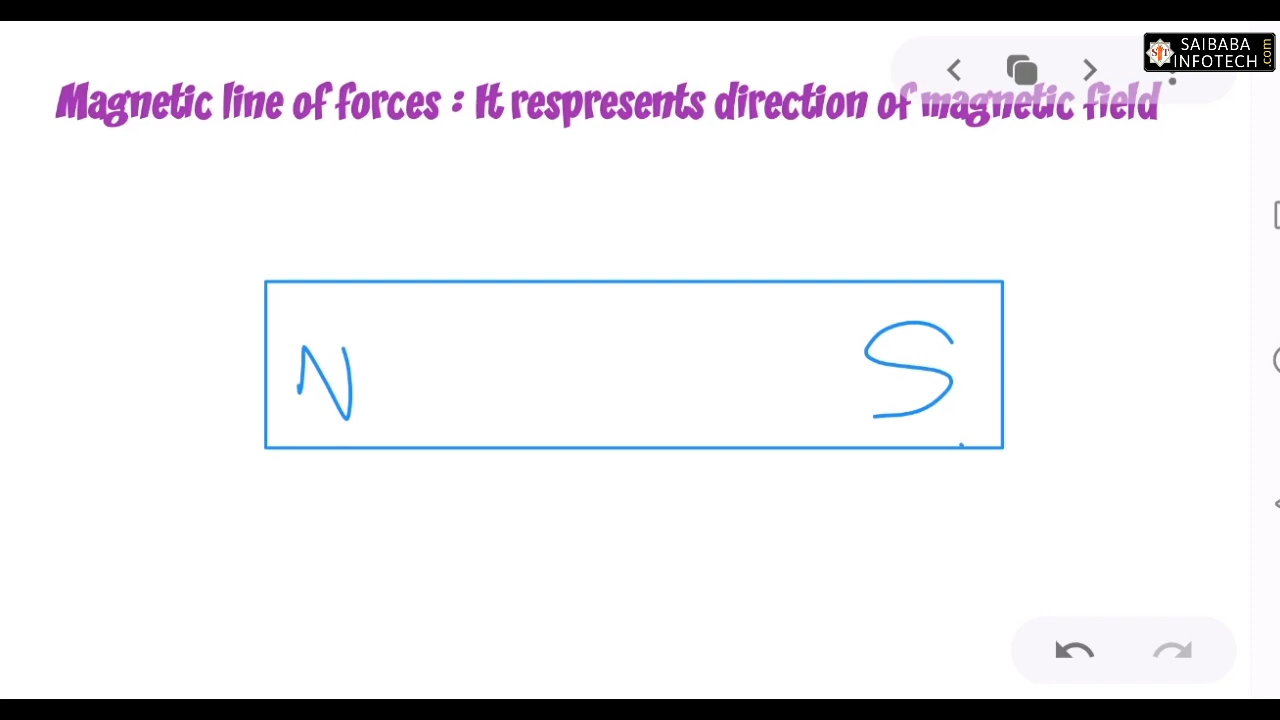 SAIBABA
INFOTECH .com
Magnetic line of forces : It respresents direction of magnetic field
N
S